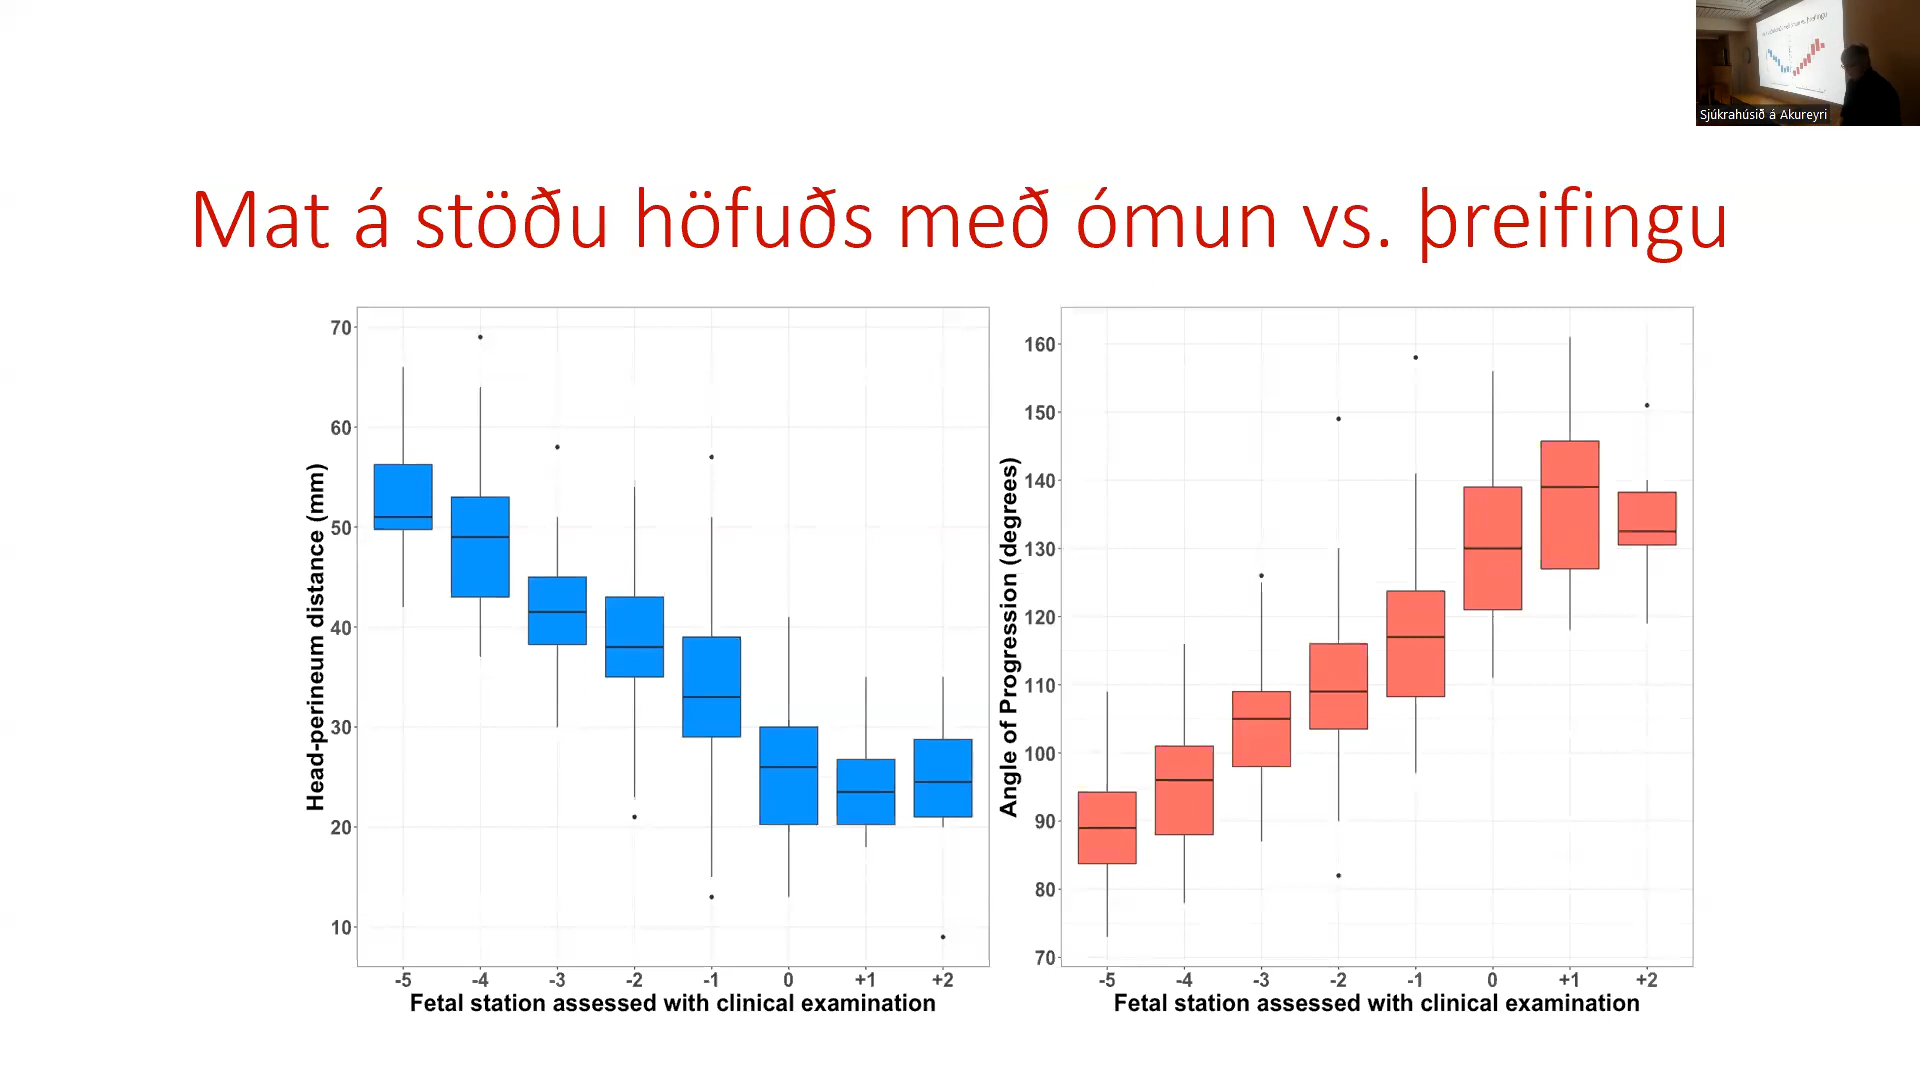 Sjúkrahúsið á Akureyri
Mat á stöðu höfuðs með ómun vs. þreifingu
Head-perineum distance (mm)
70
60
50
40
30
20
10
-5 -4 -3 -2 -1 0 +1 +2
Fetal station assessed with clinical examination
Angle of Progression (degrees)
160
150
140
130
120
110
100
90
80
70
-5 -4 -3 -2 -1 0 +1 +2
Fetal station assessed with clinical examination